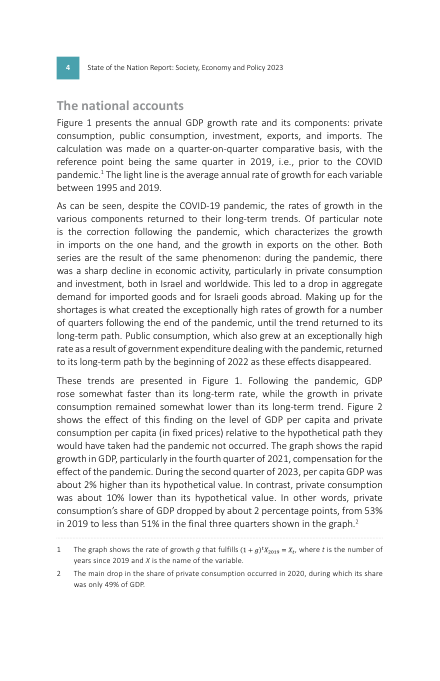 4
State of the Nation Report: Society, Economy and Policy 2023
The national accounts
Figure 1 presents the annual GDP growth rate and its components: private
consumption, public consumption, investment, exports, and imports. The
calculation was made on a quarter-on-quarter comparative basis, with the
reference point being the same quarter in 2019, i.e., prior to the COVID
pandemic.¹ The light line is the average annual rate of growth for each variable
between 1995 and 2019.
As can be seen, despite the COVID-19 pandemic, the rates of growth in the
various components returned to their long-term trends. Of particular note
is the correction following the pandemic, which characterizes the growth
in imports on the one hand, and the growth in exports on the other. Both
series are the result of the same phenomenon: during the pandemic, there
was a sharp decline in economic activity, particularly in private consumption
and investment, both in Israel and worldwide. This led to a drop in aggregate
demand for imported goods and for Israeli goods abroad. Making up for the
shortages is what created the exceptionally high rates of growth for a number
of quarters following the end of the pandemic, until the trend returned to its
long-term path. Public consumption, which also grew at an exceptionally high
rate as a result of government expenditure dealing with the pandemic, returned
to its long-term path by the beginning of 2022 as these effects disappeared.
These trends are presented in Figure 1. Following the pandemic, GDP
rose somewhat faster than its long-term rate, while the growth in private
consumption remained somewhat lower than its long-term trend. Figure 2
shows the effect of this finding on the level of GDP per capita and private
consumption per capita (in fixed prices) relative to the hypothetical path they
would have taken had the pandemic not occurred. The graph shows the rapid
growth in GDP, particularly in the fourth quarter of 2021, compensation for the
effect of the pandemic. During the second quarter of 2023, per capita GDP was
about 2% higher than its hypothetical value. In contrast, private consumption
was about 10% lower than its hypothetical value. In other words, private
consumption's share of GDP dropped by about 2 percentage points, from 53%
in 2019 to less than 51% in the final three quarters shown in the graph.²
1 The graph shows the rate of growth g that fulfills (1 + g)ᵗX₂₀₁₉ = Xₜ, where t is the number of
years since 2019 and X is the name of the variable.
2 The main drop in the share of private consumption occurred in 2020, during which its share
was only 49% of GDP.